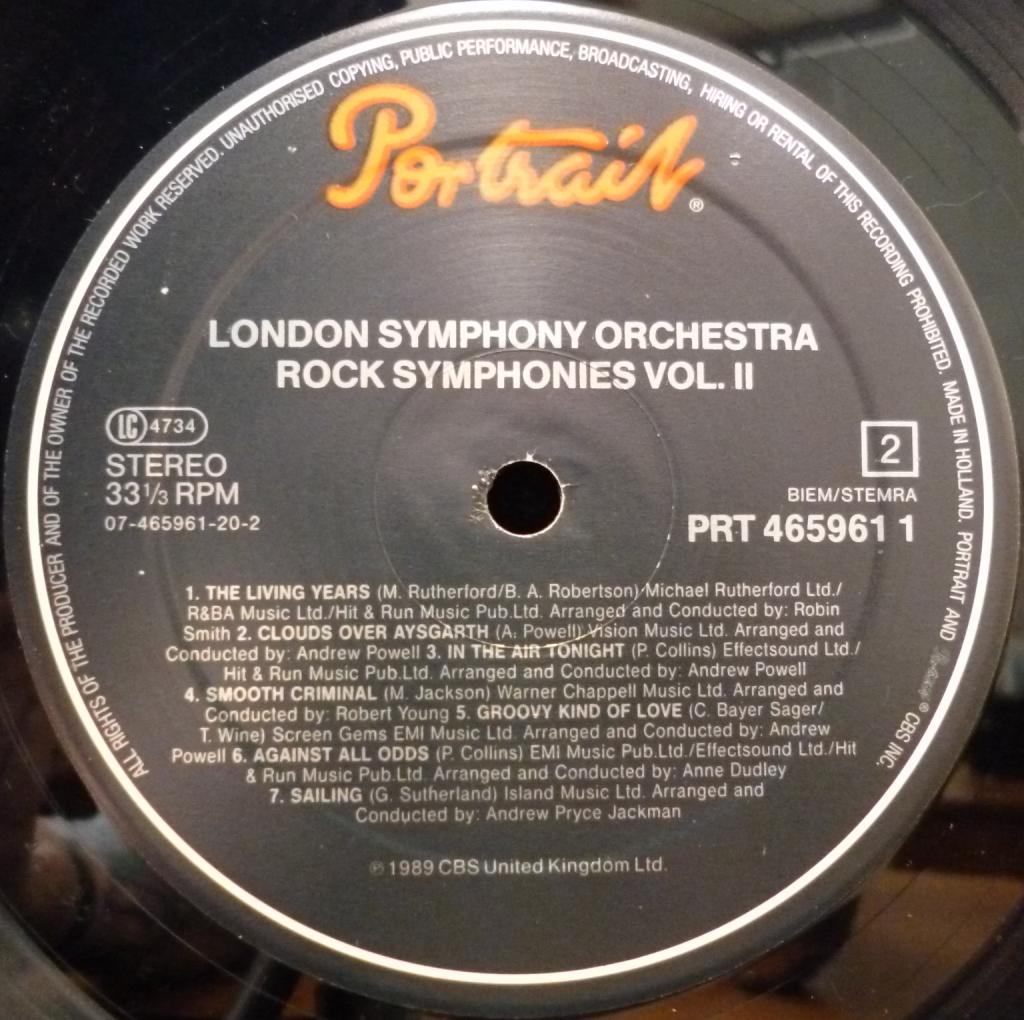 ALL RIGHTS OF THE PRODUCER AND OF THE OWNER OF THE RECORDED WORK RESERVED. UNAUTHORISED COPYING, PUBLIC PERFORMANCE, BROADCASTING, HIRING OR RENTAL OF THIS RECORDING PROHIBITED. MADE IN HOLLAND. PORTRAIT AND ® CBS INC.
Portrait®
LONDON SYMPHONY ORCHESTRA
ROCK SYMPHONIES VOL. II
LC 4734
STEREO
33 1/3 RPM
07-465961-20-2
2
BIEM/STEMRA
PRT 465961 1
1. THE LIVING YEARS (M. Rutherford/B. A. Robertson) Michael Rutherford Ltd./
R&BA Music Ltd./Hit & Run Music Pub.Ltd. Arranged and Conducted by: Robin
Smith 2. CLOUDS OVER AYSGARTH (A. Powell) Vision Music Ltd. Arranged and
Conducted by: Andrew Powell 3. IN THE AIR TONIGHT (P. Collins) Effectsound Ltd./
Hit & Run Music Pub.Ltd. Arranged and Conducted by: Andrew Powell
4. SMOOTH CRIMINAL (M. Jackson) Warner Chappell Music Ltd. Arranged and
Conducted by: Robert Young 5. GROOVY KIND OF LOVE (C. Bayer Sager/
T. Wine) Screen Gems EMI Music Ltd. Arranged and Conducted by: Andrew
Powell 6. AGAINST ALL ODDS (P. Collins) EMI Music Pub.Ltd./Effectsound Ltd./Hit
& Run Music Pub.Ltd. Arranged and Conducted by: Anne Dudley
7. SAILING (G. Sutherland) Island Music Ltd. Arranged and
Conducted by: Andrew Pryce Jackman
℗ 1989 CBS United Kingdom Ltd.